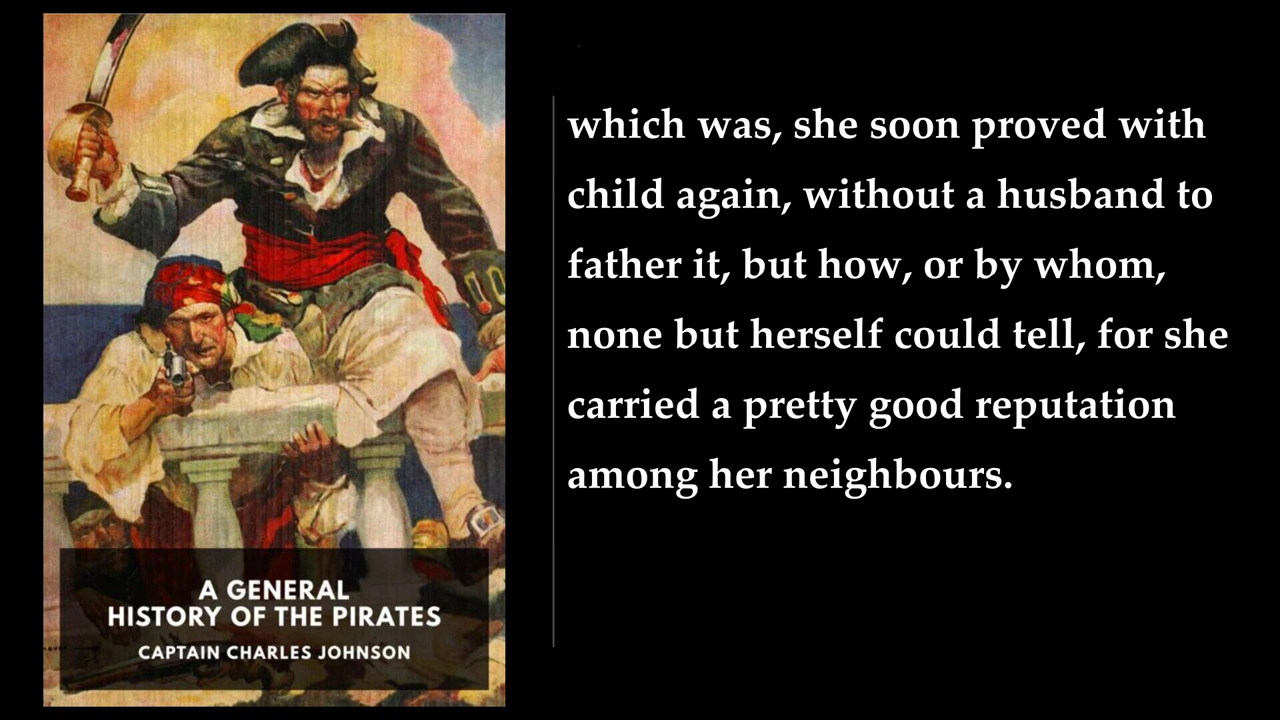 A GENERAL
HISTORY OF THE PIRATES
CAPTAIN CHARLES JOHNSON
which was, she soon proved with
child again, without a husband to
father it, but how, or by whom,
none but herself could tell, for she
carried a pretty good reputation
among her neighbours.